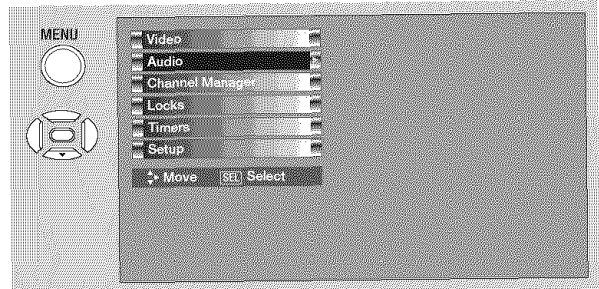 MENU
Video
Audio
Channel Manager
Locks
Timers
Setup
Move SEL Select